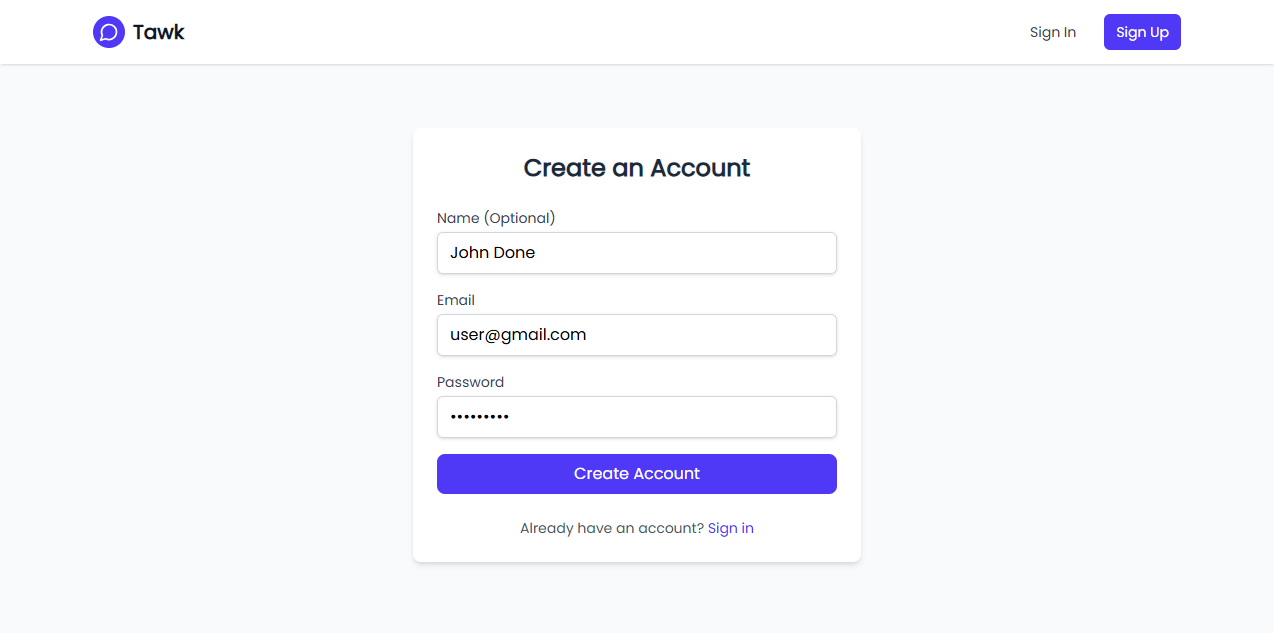 Tawk
Sign In
Sign Up
Create an Account
Name (Optional)
John Done
Email
user@gmail.com
Password
•••••••••
Create Account
Already have an account? Sign in